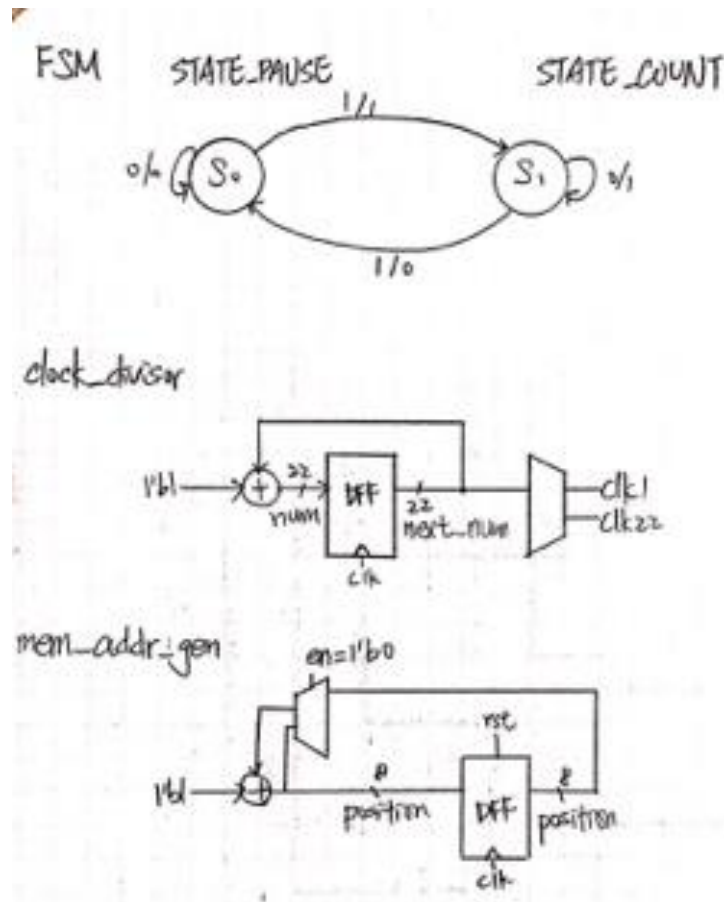 FSM STATE_PAUSE STATE_COUNT
1/1
0/0 S0 S1 0/1
1/0
clock_divisor
1'b1 + 22 DFF 22 clk1
num next_num clk22
clk
mem_addr_gen
en=1'b0
rst
1'b1 + 8 DFF 8
position position
clk